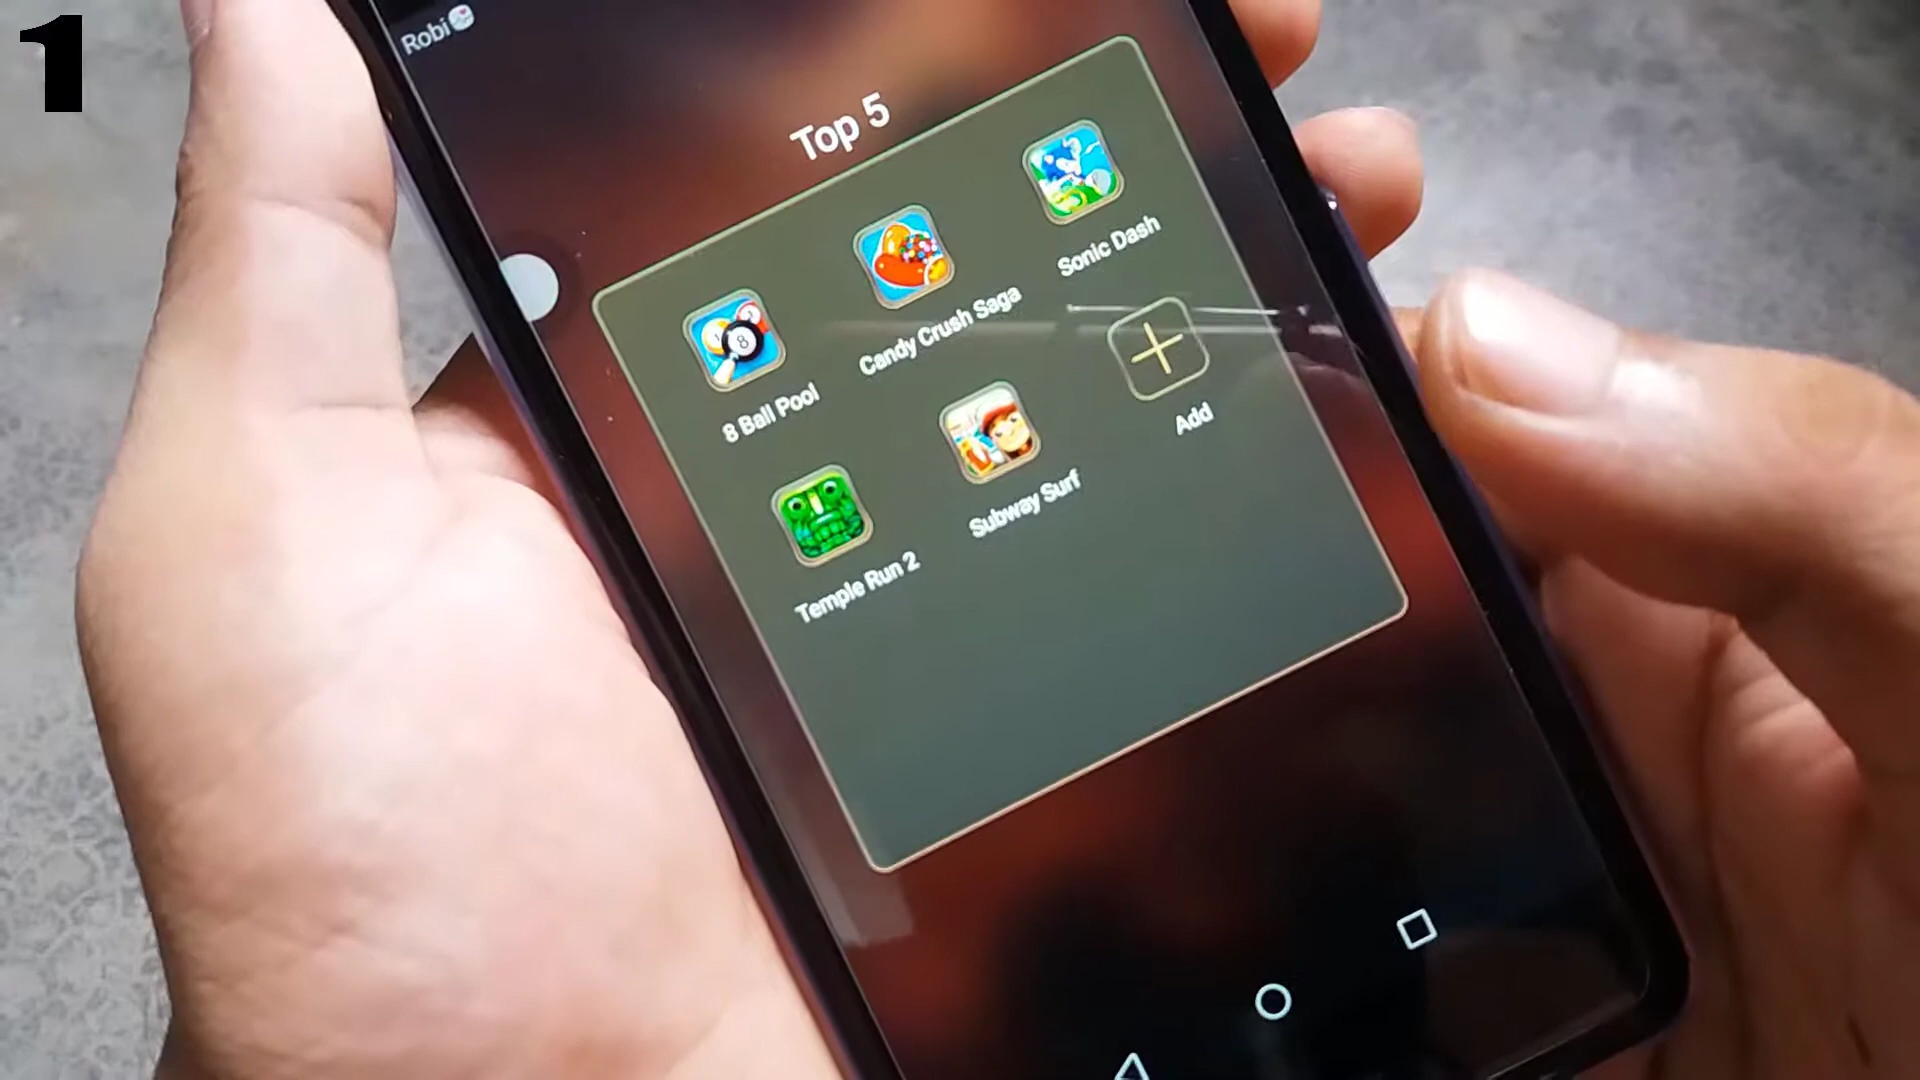 1
Robi
Top 5
8 Ball Pool
Candy Crush Saga
Sonic Dash
Temple Run 2
Subway Surf
Add